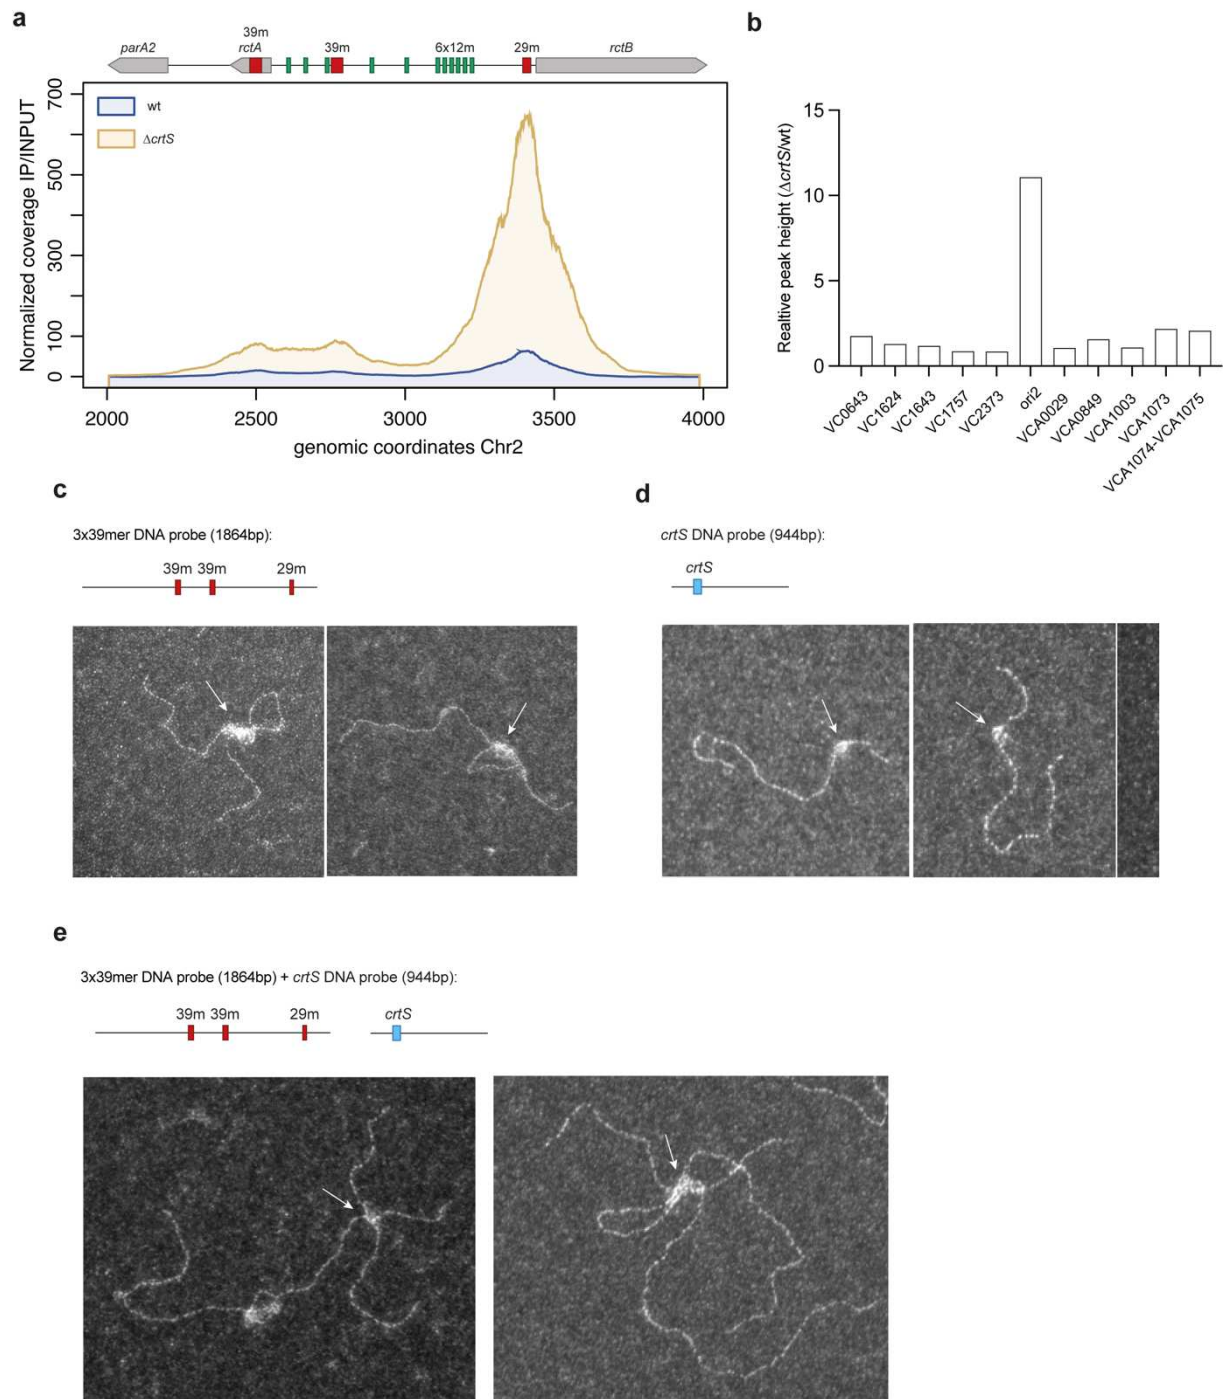 a
39m
parA2 rctA 39m 6x12m 29m rctB
wt
ΔcrtS
Normalized coverage IP/INPUT
700
500
300
100
0
2000 2500 3000 3500 4000
genomic coordinates Chr2
b
Realtive peak height (ΔcrtS/wt)
15
10
5
0
VC0643
VC1624
VC1643
VC1757
VC2373
ori2
VCA0029
VCA0849
VCA1003
VCA1073
VCA1074-VCA1075
c
3x39mer DNA probe (1864bp):
39m 39m 29m
d
crtS DNA probe (944bp):
crtS
e
3x39mer DNA probe (1864bp) + crtS DNA probe (944bp):
39m 39m 29m crtS